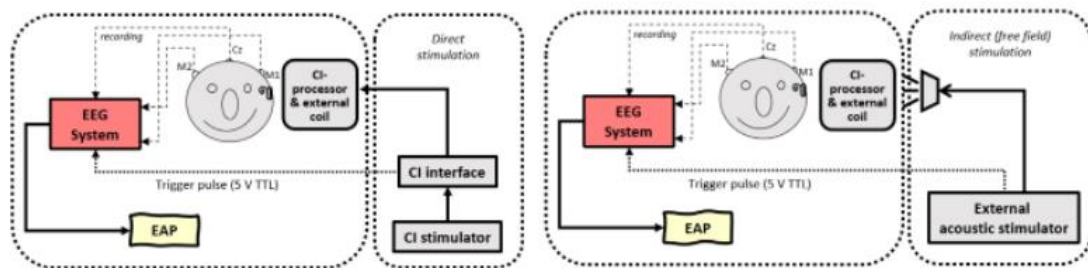 recording
Cz
M2
M1
EEG
System
CI-
processor
& external
coil
Direct
stimulation
CI interface
Trigger pulse (5 V TTL)
EAP
CI stimulator
recording
Cz
M2
M1
EEG
System
CI-
processor
& external
coil
Indirect (free field)
stimulation
Trigger pulse (5 V TTL)
EAP
External
acoustic stimulator